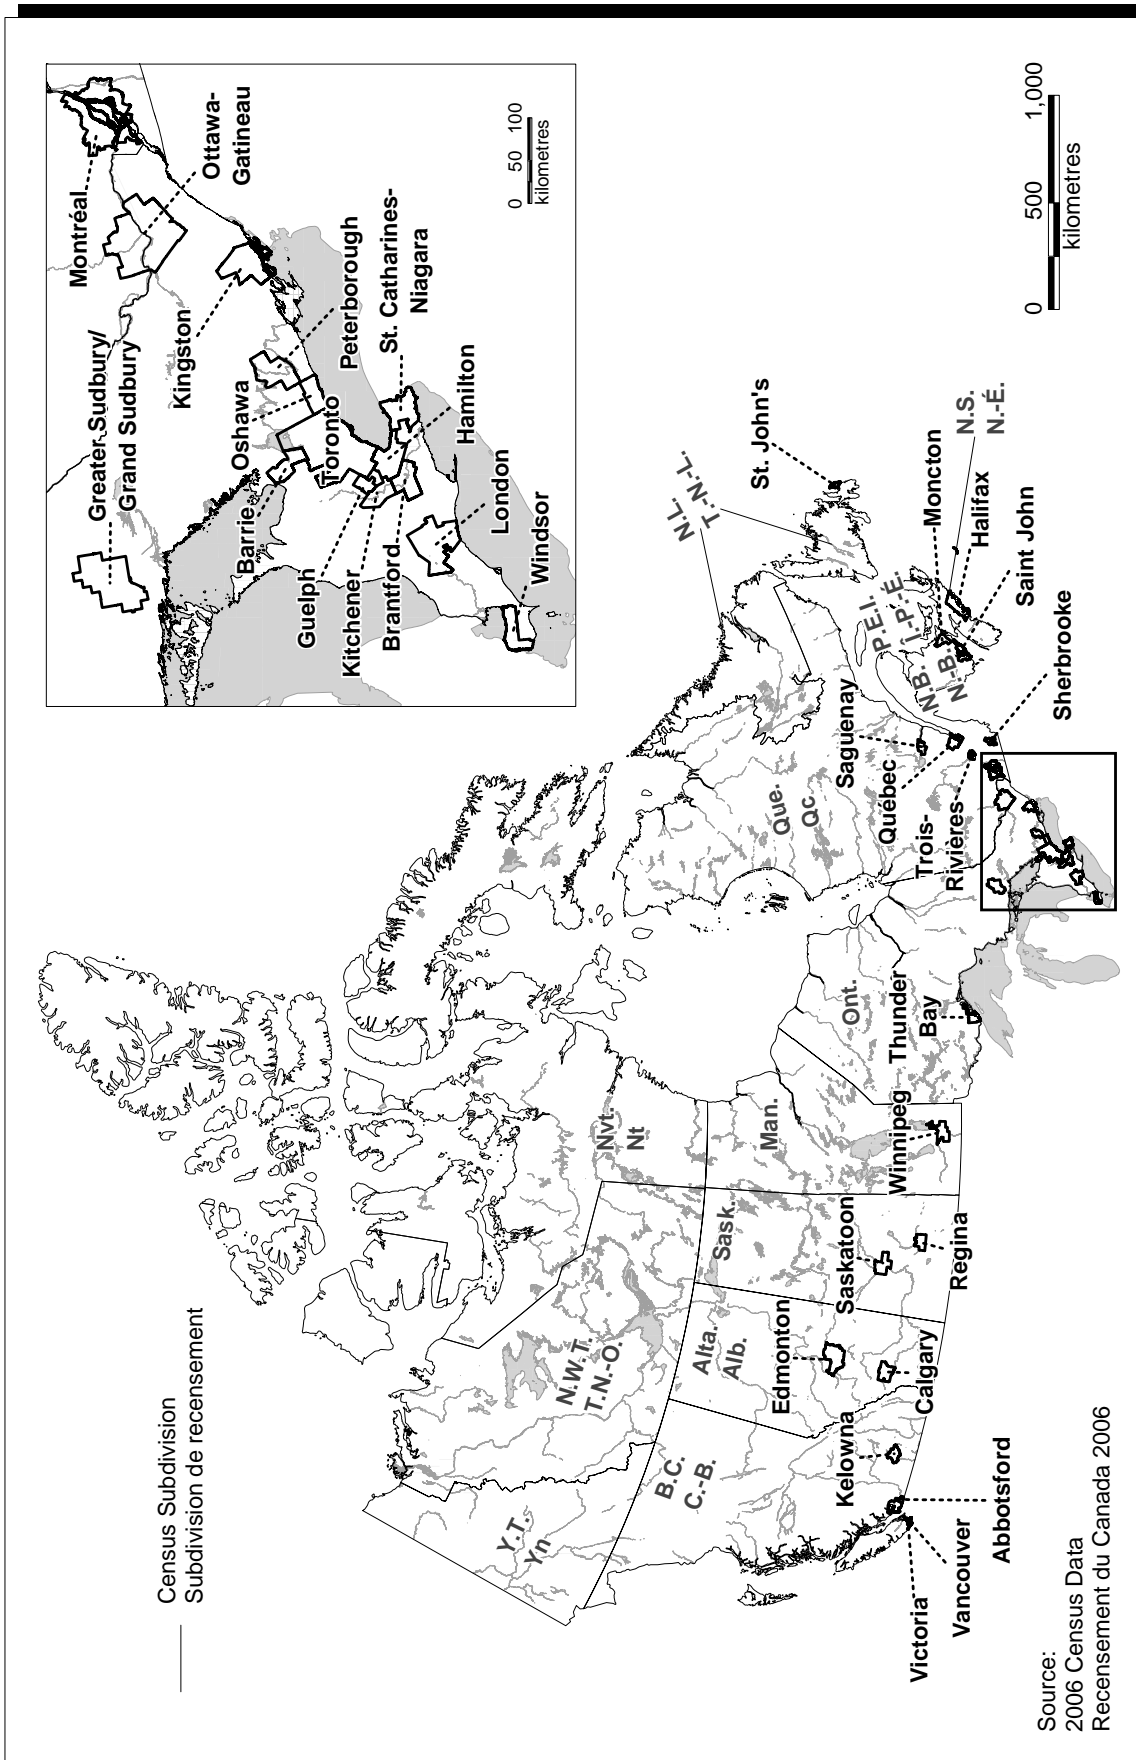 Montréal
Ottawa-
Gatineau
Greater Sudbury/
Grand Sudbury
Kingston
Peterborough
St. Catharines-
Niagara
Oshawa
Toronto
Hamilton
Barrie
London
Guelph
Kitchener
Brantford
Windsor
0 50 100
kilometres
0 500 1,000
kilometres
Census Subdivision
Subdivision de recensement
Y.T.
Yn
N.W.T.
T.N.-O.
Nvt.
Nt
B.C.
C.-B.
Alta.
Alb.
Sask.
Man.
Ont.
Que.
Qc
N.L.
T.-N.-L.
P.E.I.
Î.-P.-É.
N.B.
N.-B.
N.S.
N.-É.
St. John's
Moncton
Halifax
Saint John
Sherbrooke
Saguenay
Québec
Trois-
Rivières
Thunder
Bay
Winnipeg
Saskatoon
Regina
Edmonton
Calgary
Kelowna
Abbotsford
Vancouver
Victoria
Source:
2006 Census Data
Recensement du Canada 2006